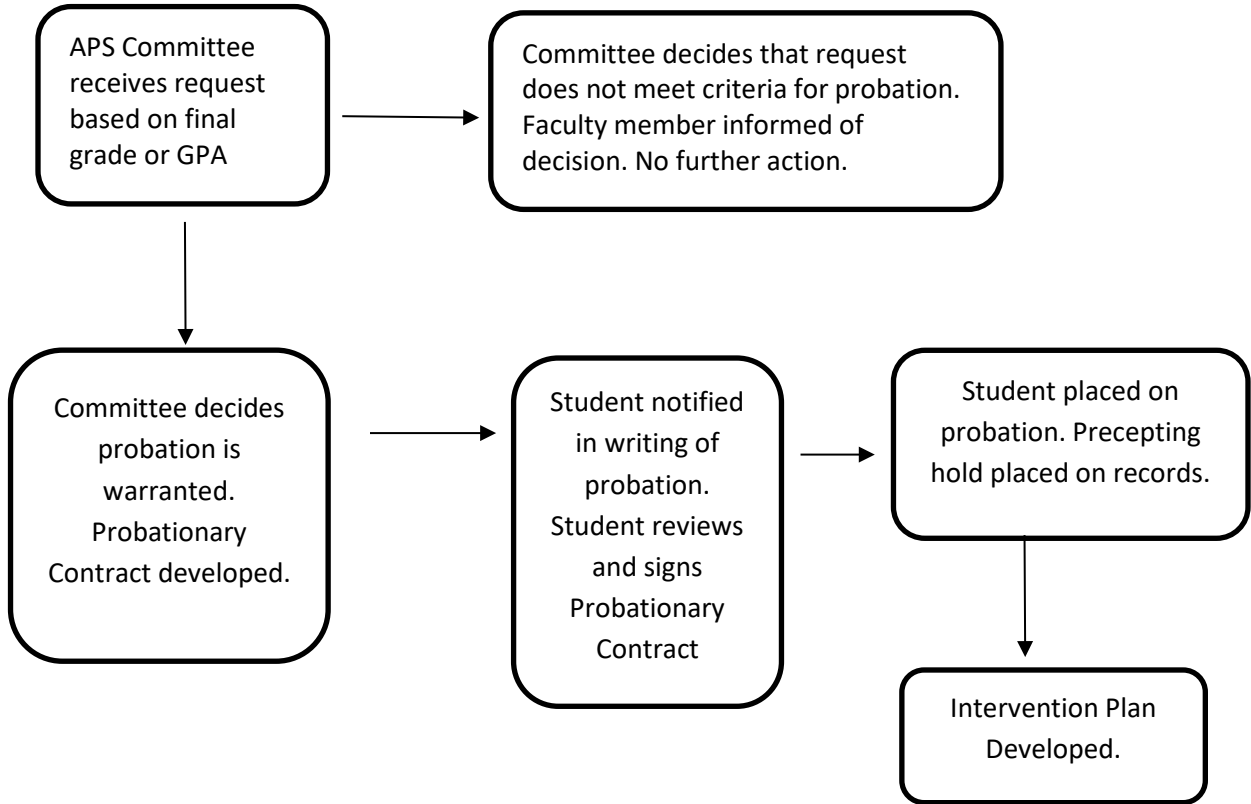 APS Committee
receives request
based on final
grade or GPA
Committee decides that request
does not meet criteria for probation.
Faculty member informed of
decision. No further action.
Committee decides
probation is
warranted.
Probationary
Contract developed.
Student notified
in writing of
probation.
Student reviews
and signs
Probationary
Contract
Student placed on
probation. Precepting
hold placed on records.
Intervention Plan
Developed.